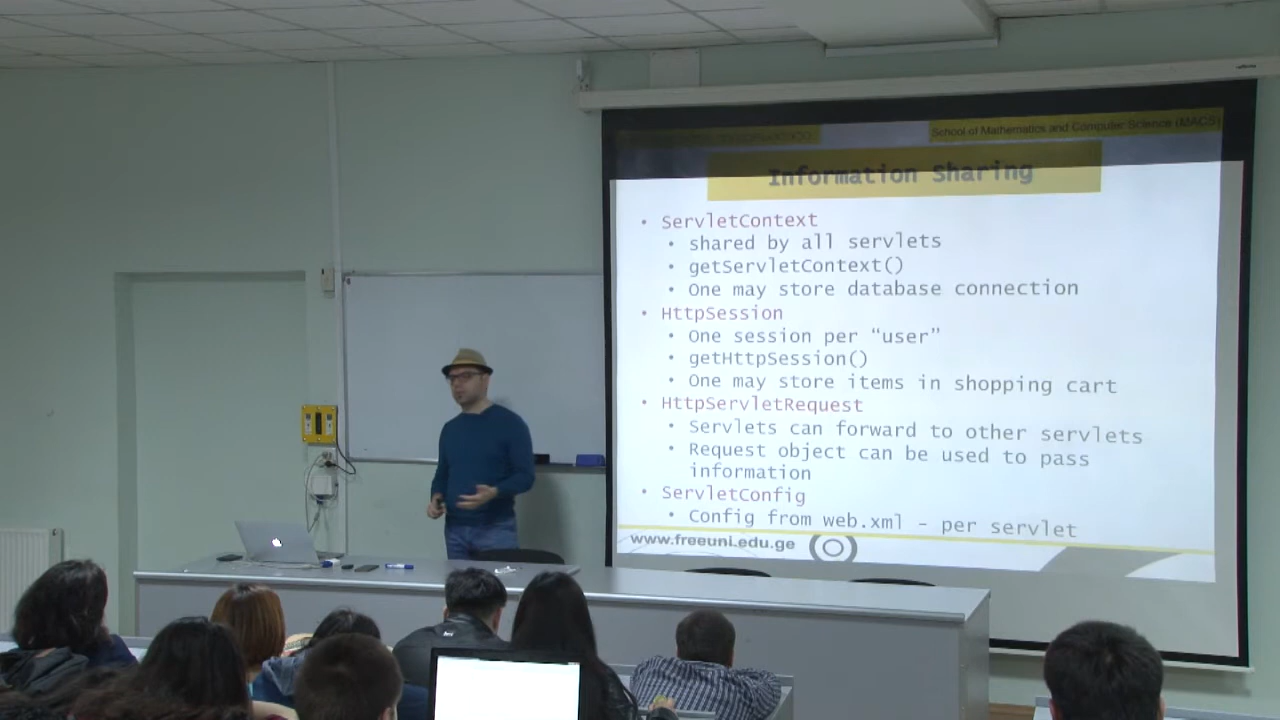 School of Mathematics and Computer Science (MACS)
Information Sharing
• ServletContext
• shared by all servlets
• getServletContext()
• One may store database connection
• HttpSession
• One session per “user”
• getHttpSession()
• One may store items in shopping cart
• HttpServletRequest
• Servlets can forward to other servlets
• Request object can be used to pass
information
• ServletConfig
• Config from web.xml - per servlet
www.freeuni.edu.ge